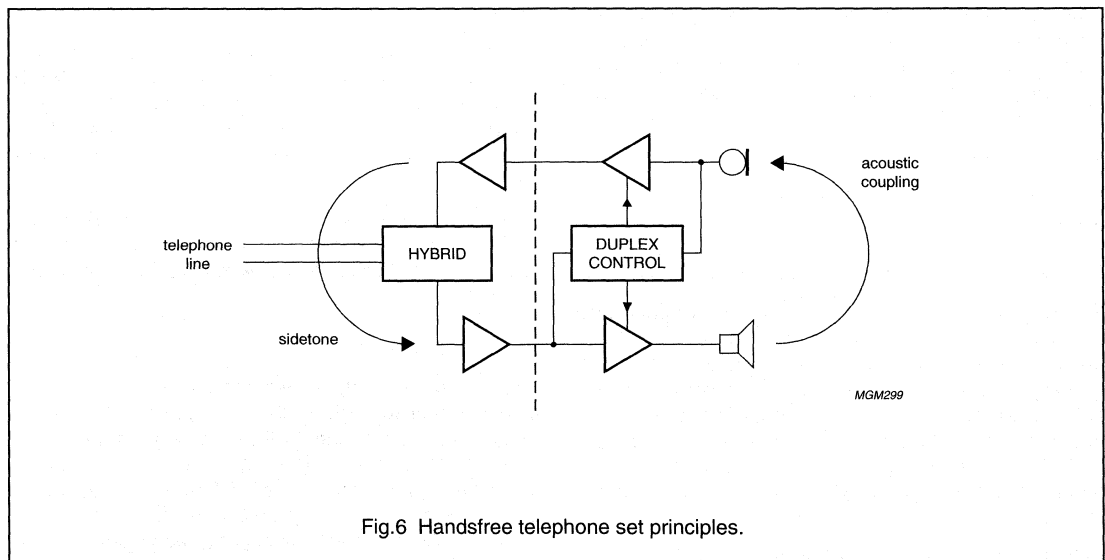 acoustic
coupling
telephone
line
HYBRID
DUPLEX
CONTROL
sidetone
MGM299
Fig.6 Handsfree telephone set principles.